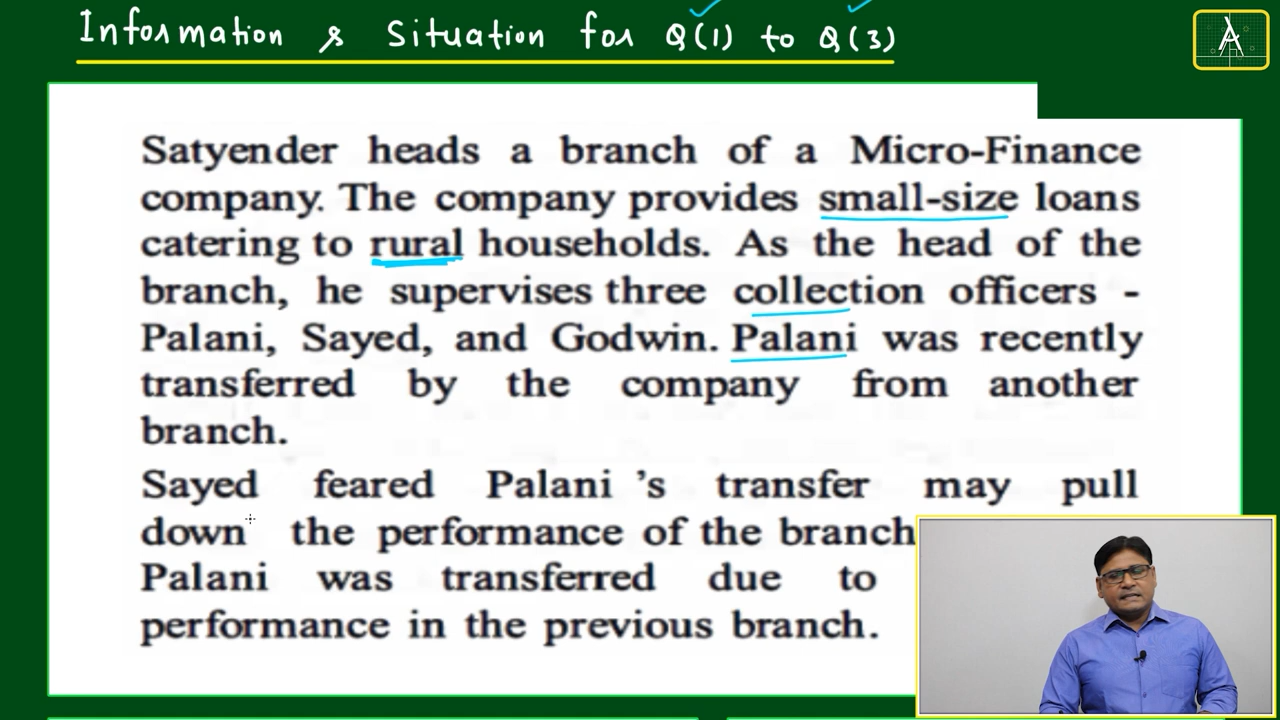 Information & Situation for Q(1) to Q(3)
Satyender heads a branch of a Micro-Finance
company. The company provides small-size loans
catering to rural households. As the head of the
branch, he supervises three collection officers -
Palani, Sayed, and Godwin. Palani was recently
transferred by the company from another
branch.
Sayed feared Palani 's transfer may pull
down the performance of the branch
Palani was transferred due to
performance in the previous branch.